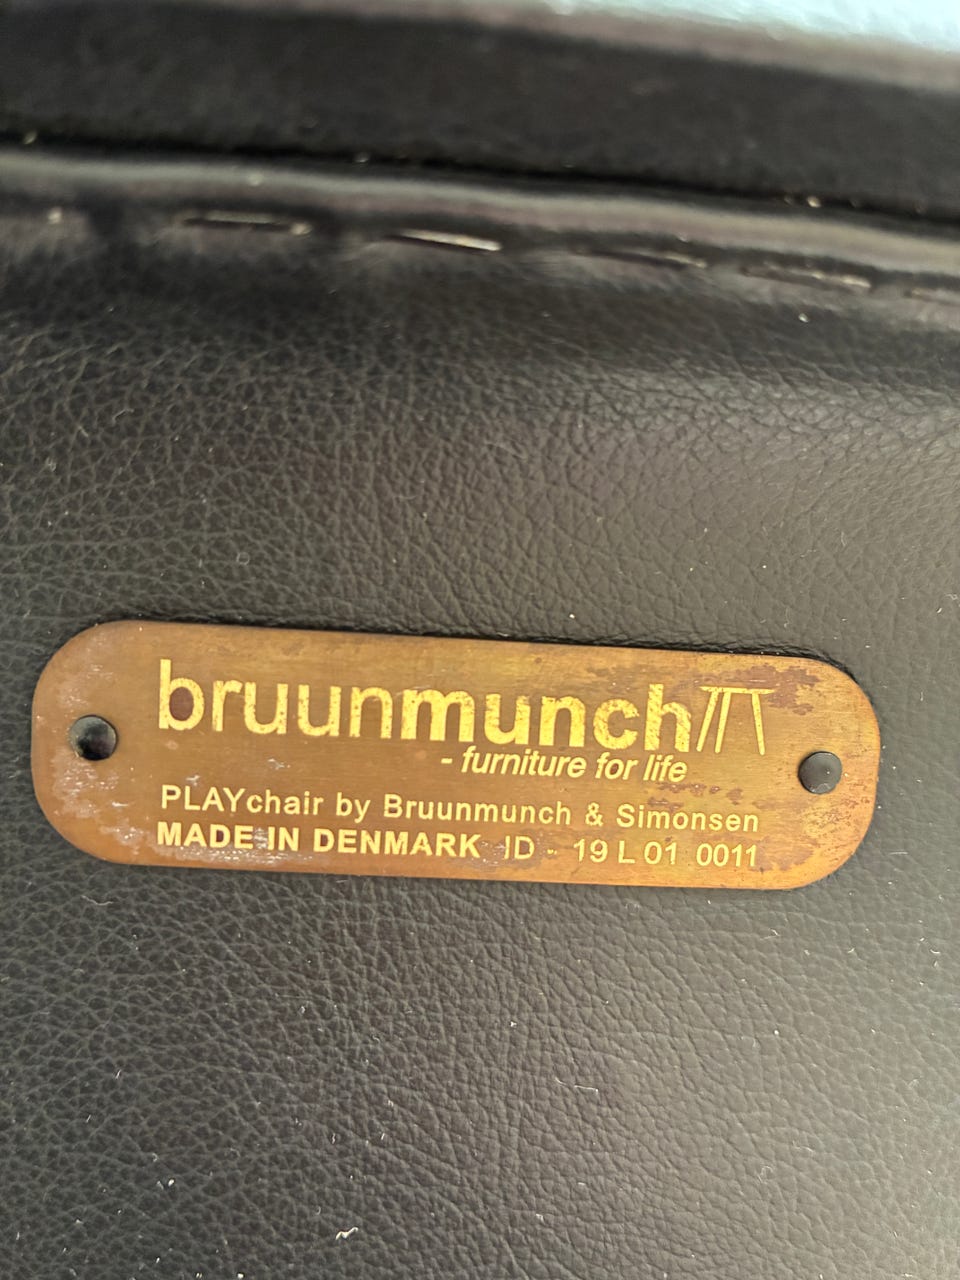 bruunmunch
- furniture for life
PLAYchair by Bruunmunch & Simonsen
MADE IN DENMARK ID - 19 L 01 0011